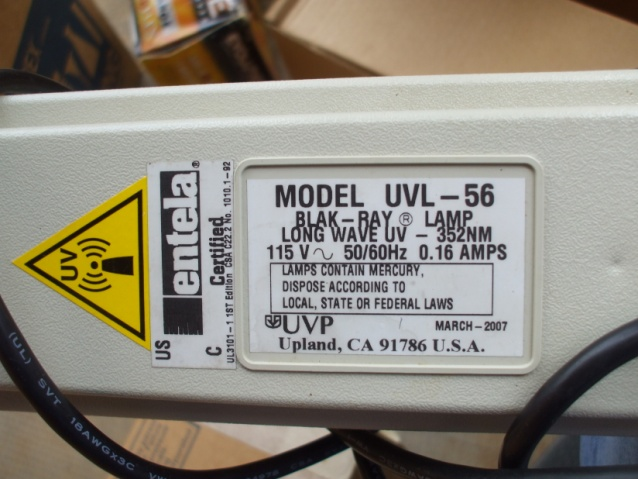 UV
entela®
Certified
US
C
UL3101-1 1ST Edition CSA C22.2 No. 1010.1-92
MODEL UVL-56
BLAK-RAY ® LAMP
LONG WAVE UV - 352NM
115 V ~ 50/60Hz 0.16 AMPS
LAMPS CONTAIN MERCURY,
DISPOSE ACCORDING TO
LOCAL, STATE OR FEDERAL LAWS
UVP
MARCH-2007
Upland, CA 91786 U.S.A.
(UL) SVT 18AWGX3C